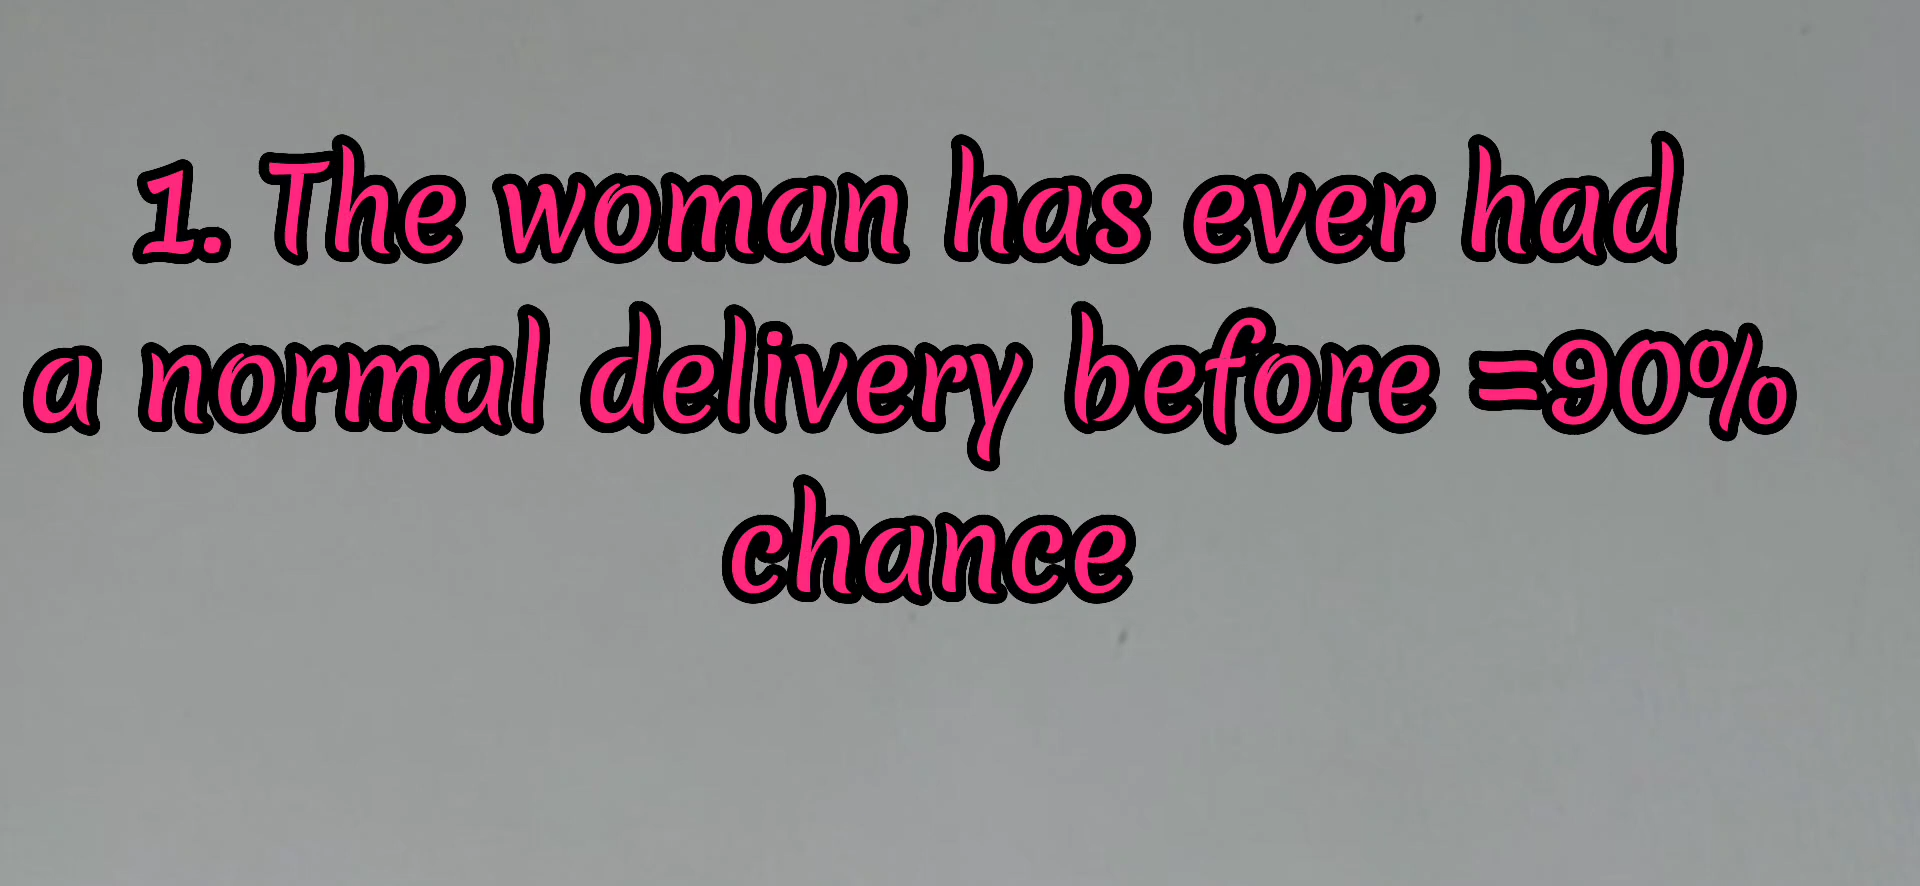 1. The woman has ever had
a normal delivery before =90%
chance